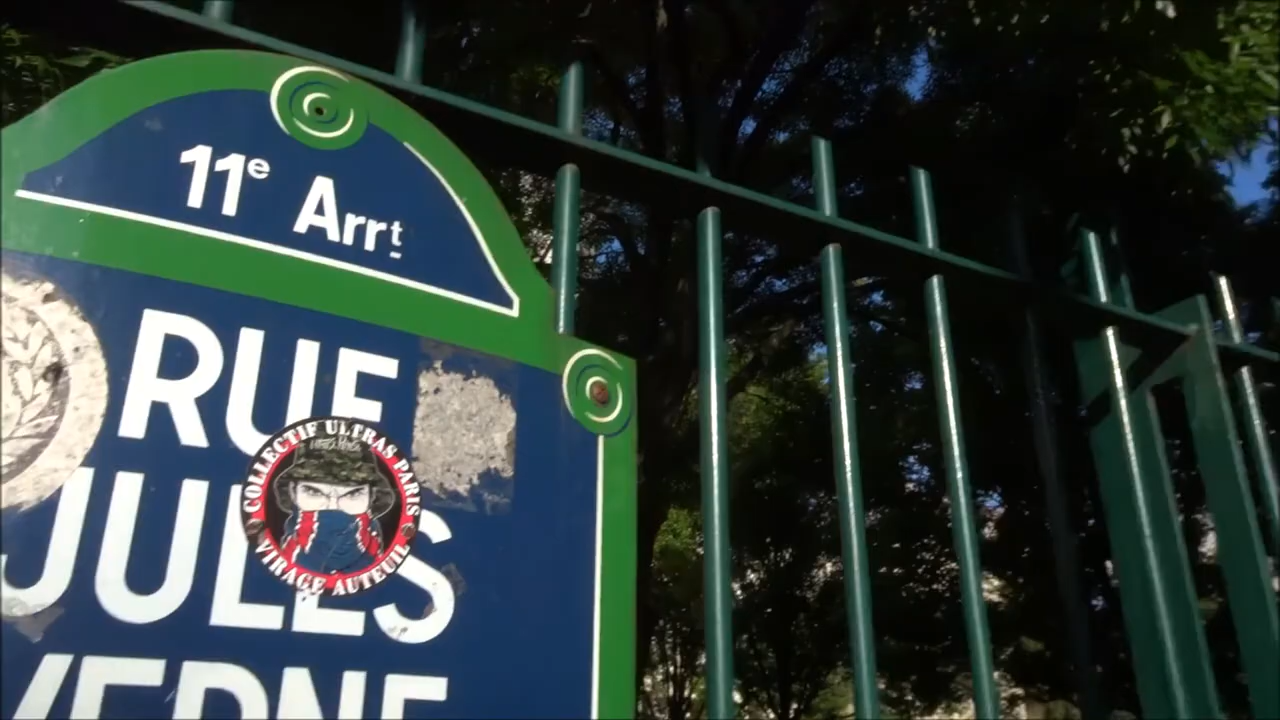 11e Arrt
RUE
JULES
VERNE
COLLECTIF ULTRAS PARIS
VIRAGE AUTEUIL